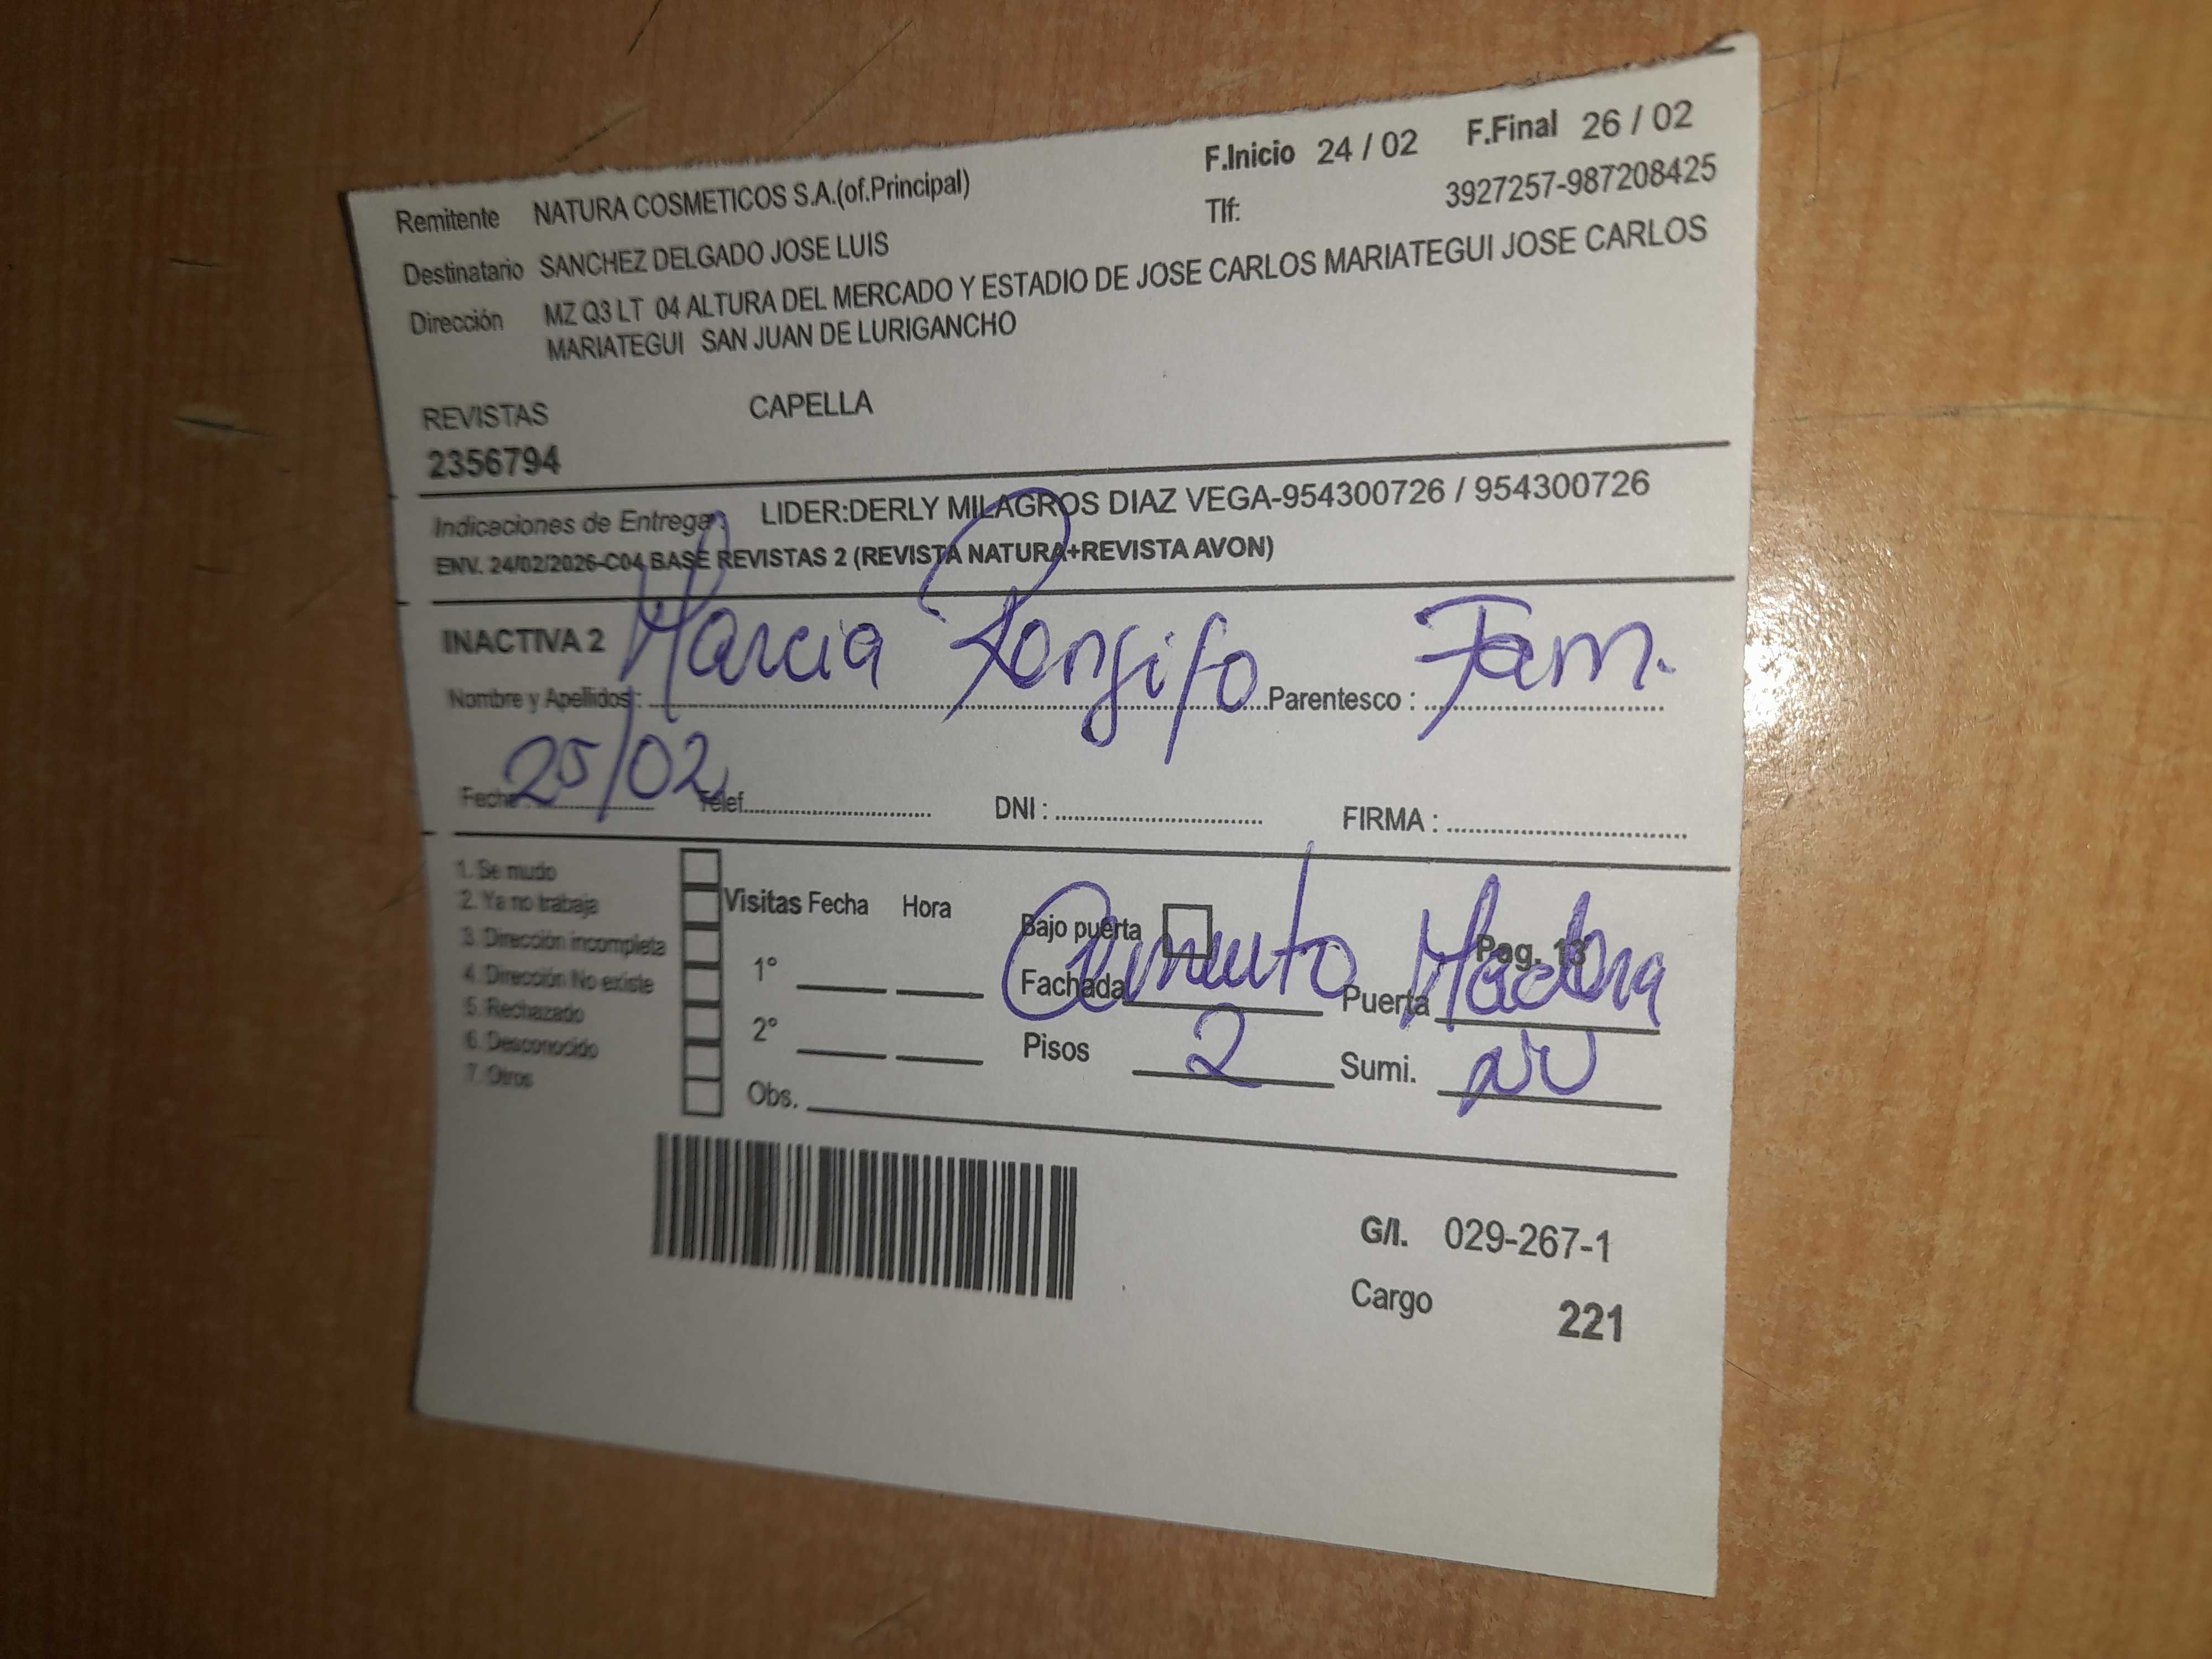 F.Inicio 24 / 02 F.Final 26 / 02
Remitente NATURA COSMETICOS S.A.(of.Principal) Tlf: 3927257-987208425
Destinatario SANCHEZ DELGADO JOSE LUIS
Dirección MZ Q3 LT 04 ALTURA DEL MERCADO Y ESTADIO DE JOSE CARLOS MARIATEGUI JOSE CARLOS
MARIATEGUI SAN JUAN DE LURIGANCHO
REVISTAS CAPELLA
2356794
Indicaciones de Entrega: LIDER:DERLY MILAGROS DIAZ VEGA-954300726 / 954300726
ENV. 24/02/2026-C04 BASE REVISTAS 2 (REVISTA NATURA+REVISTA AVON)
INACTIVA 2
Nombre y Apellidos: Marcia Rengifo Parentesco : Fam.
Fecha 25/02 Telef. DNI : FIRMA :
1. Se mudo
2. Ya no trabaja
3. Dirección incompleta
4. Dirección No existe
5. Rechazado
6. Desconocido
7. Otros
Visitas Fecha Hora
1°
2°
Obs.
Bajo puerta Pag. 13
Fachada Cemento Puerta Madera
Pisos 2 Sumi.
G/I. 029-267-1
Cargo 221